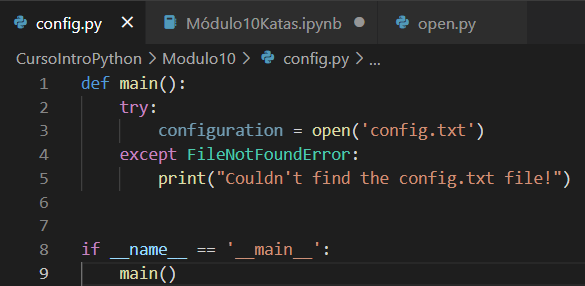 config.py × Módulo10Katas.ipynb ● open.py
CursoIntroPython > Modulo10 > config.py > ...
1 def main():
2     try:
3         configuration = open('config.txt')
4     except FileNotFoundError:
5         print("Couldn't find the config.txt file!")
6
7
8 if __name__ == '__main__':
9     main()